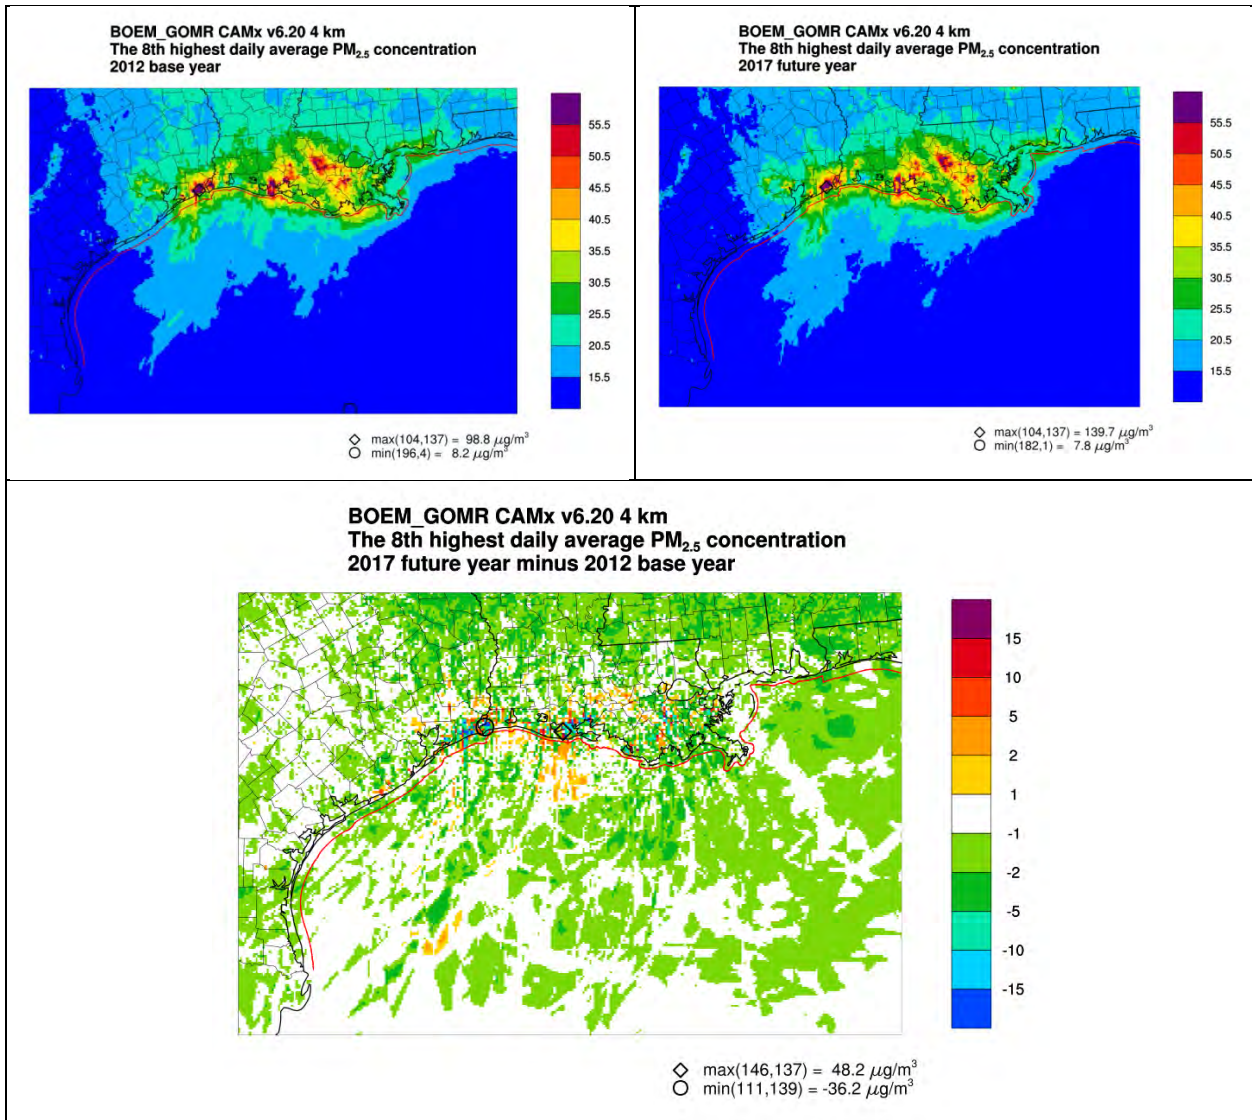 BOEM_GOMR CAMx v6.20 4 km
The 8th highest daily average PM2.5 concentration
2012 base year
55.5
50.5
45.5
40.5
35.5
30.5
25.5
20.5
15.5
max(104,137) = 98.8 μg/m³
min(196,4) = 8.2 μg/m³
BOEM_GOMR CAMx v6.20 4 km
The 8th highest daily average PM2.5 concentration
2017 future year
55.5
50.5
45.5
40.5
35.5
30.5
25.5
20.5
15.5
max(104,137) = 139.7 μg/m³
min(182,1) = 7.8 μg/m³
BOEM_GOMR CAMx v6.20 4 km
The 8th highest daily average PM2.5 concentration
2017 future year minus 2012 base year
15
10
5
2
1
-1
-2
-5
-10
-15
max(146,137) = 48.2 μg/m³
min(111,139) = -36.2 μg/m³